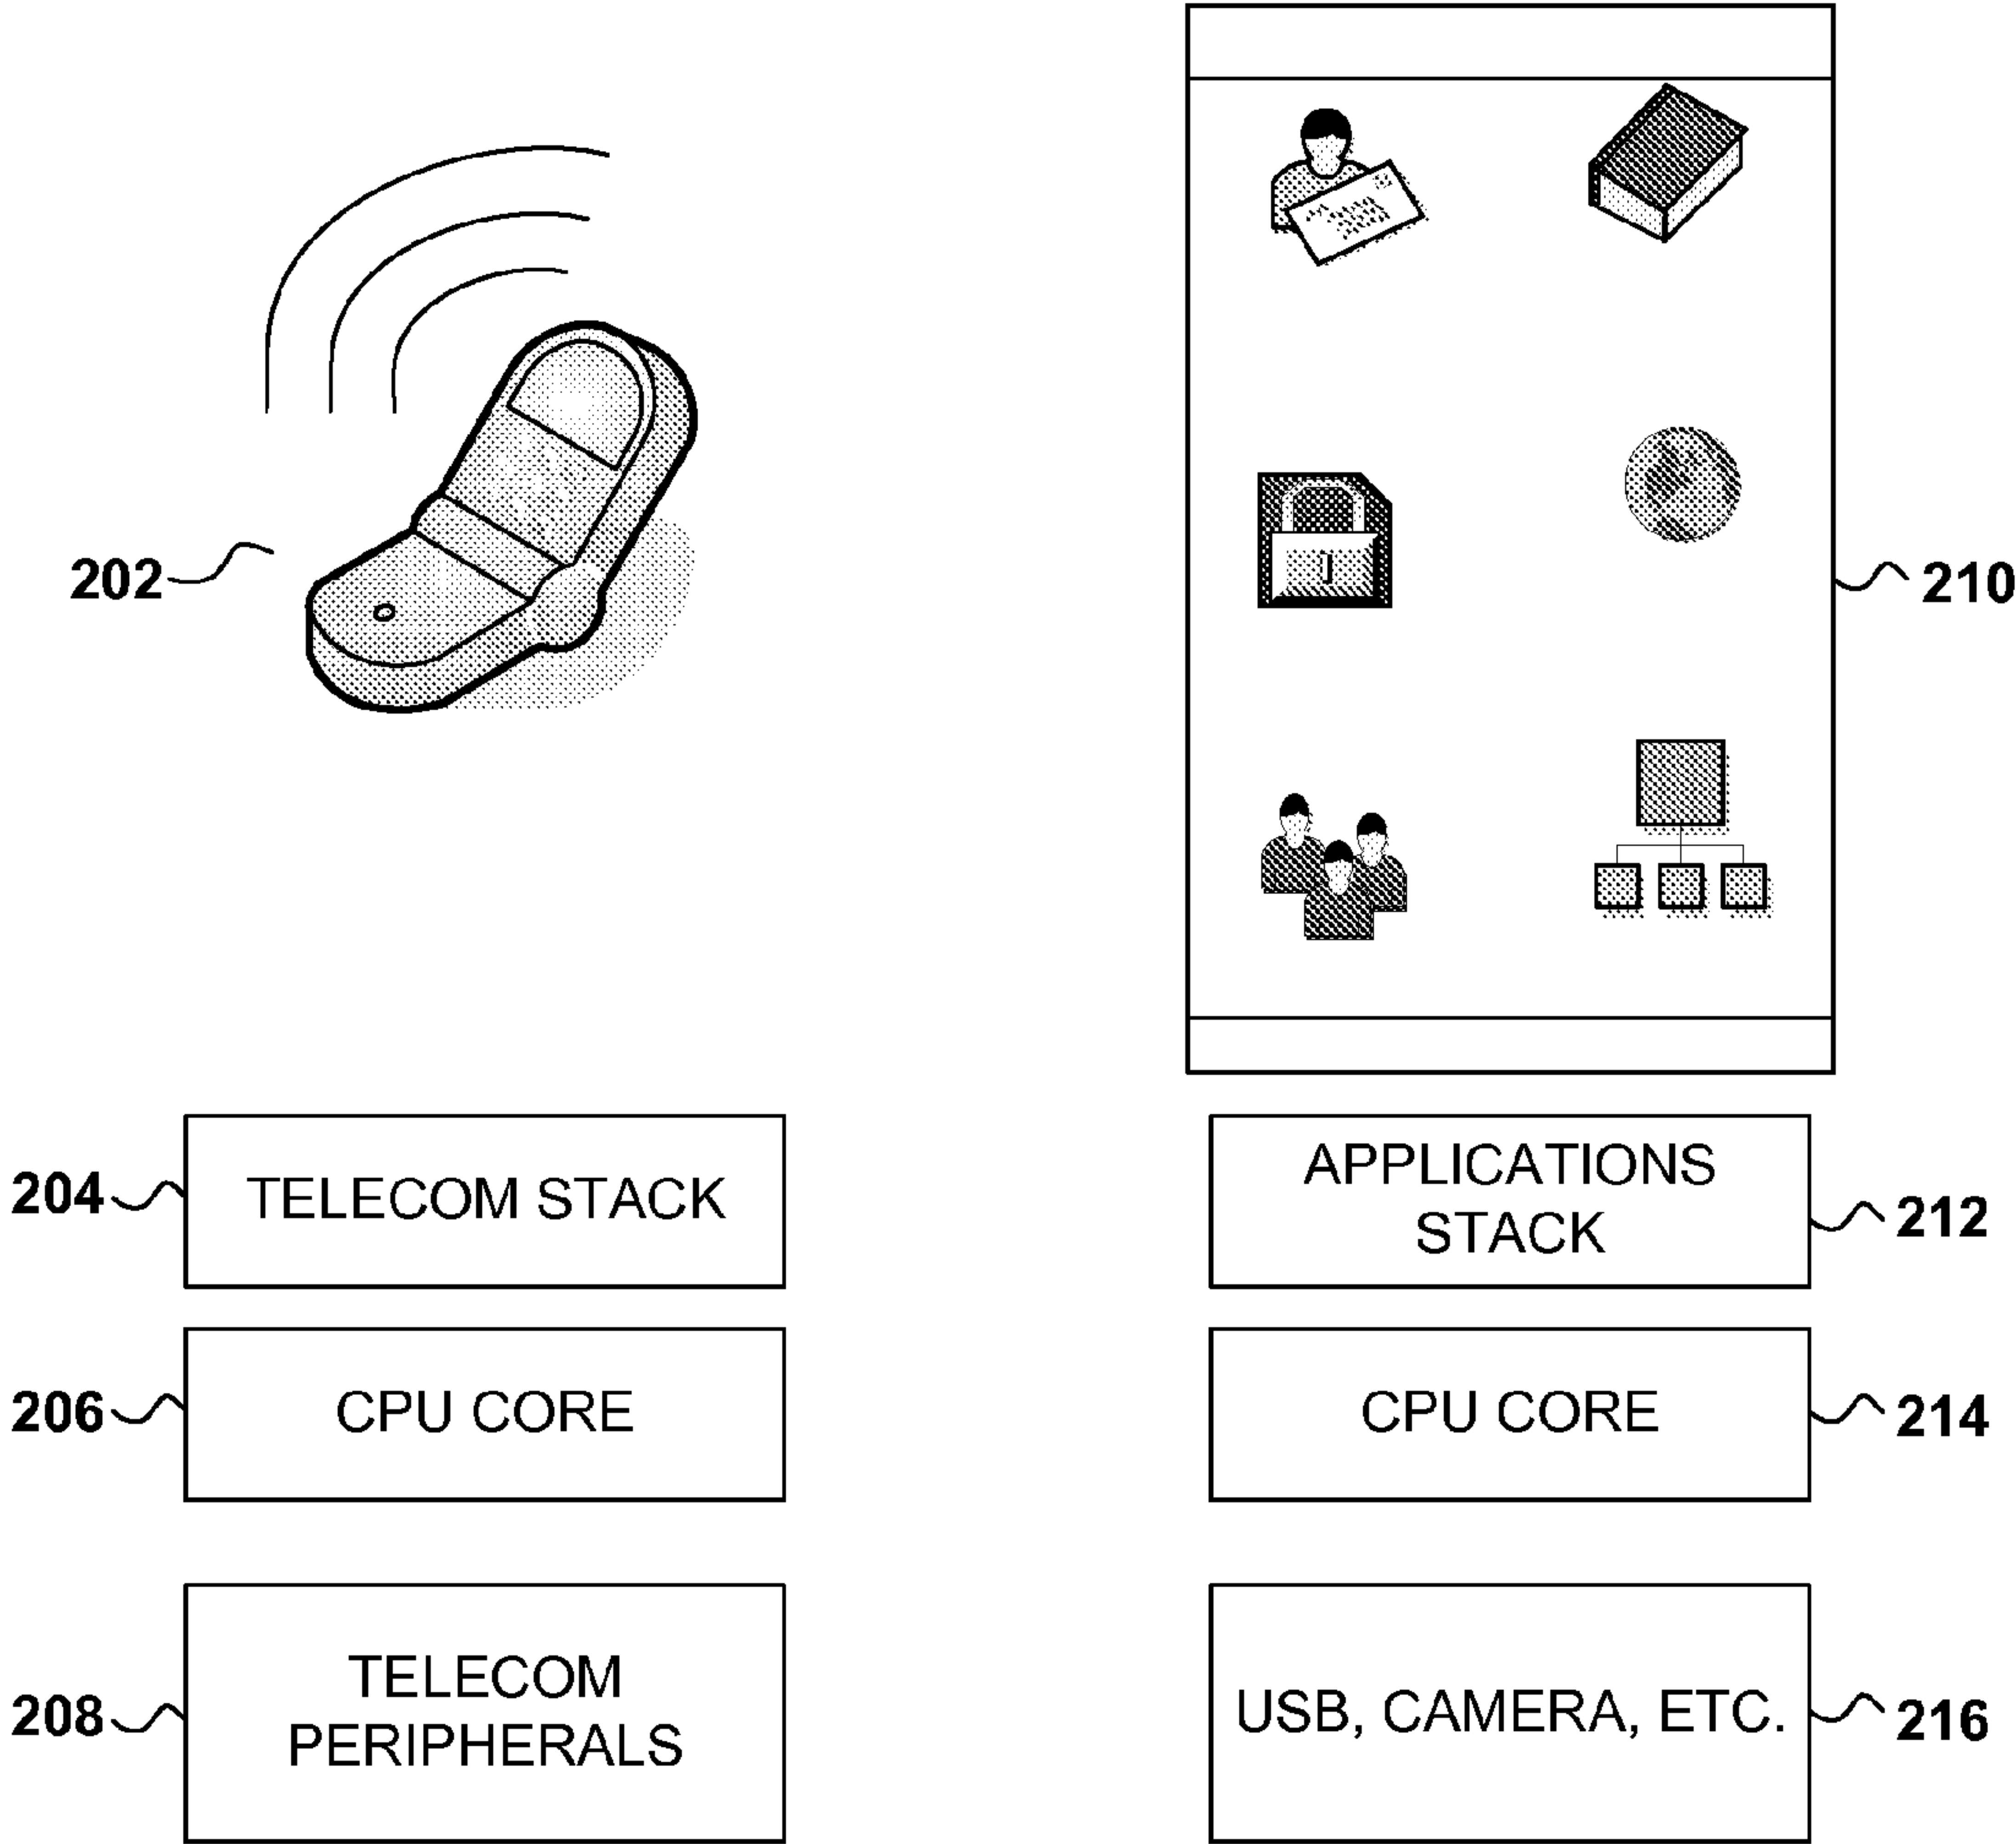 202
210
204
TELECOM STACK
APPLICATIONS
STACK
212
206
CPU CORE
CPU CORE
214
208
TELECOM
PERIPHERALS
USB, CAMERA, ETC.
216